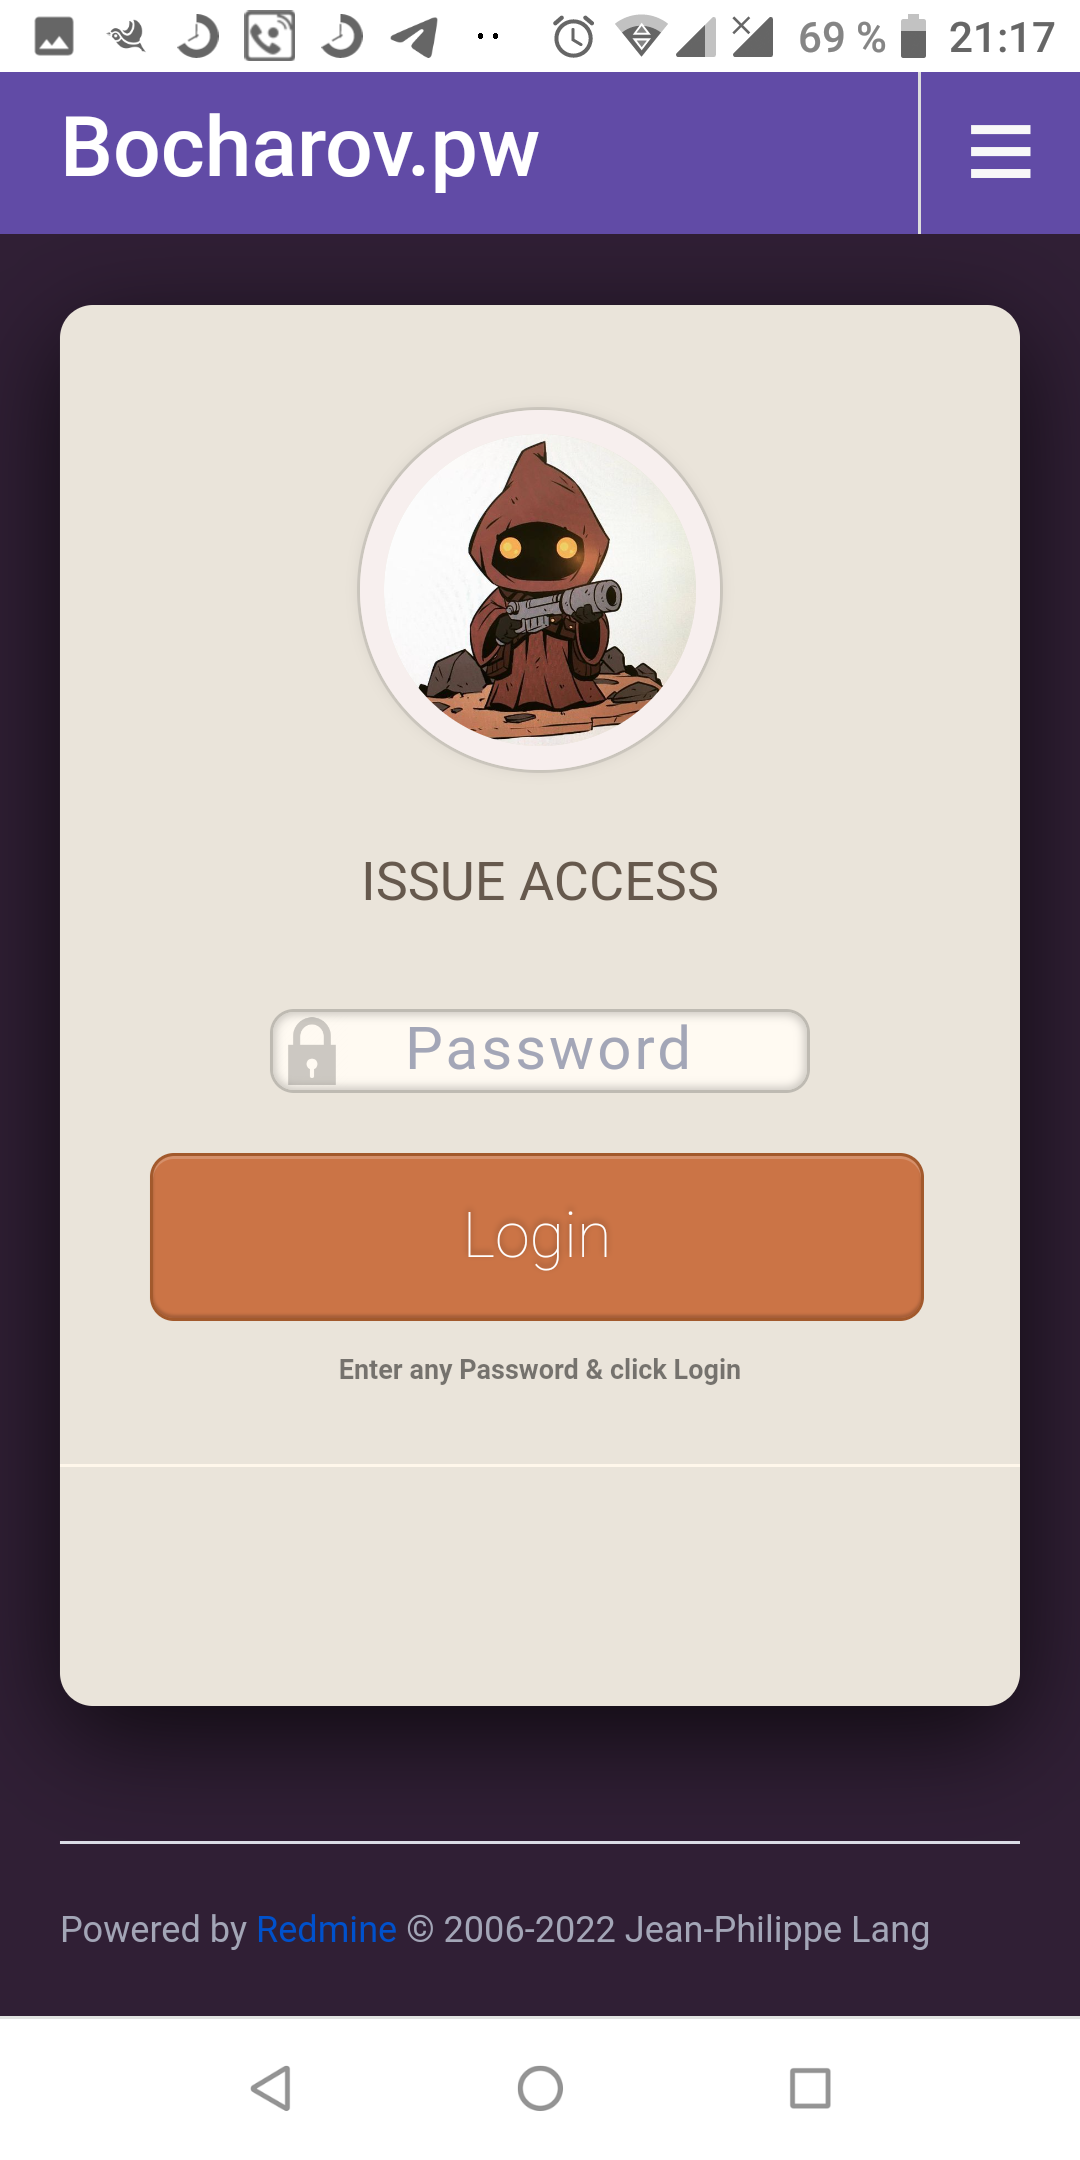 69 % 21:17
Bocharov.pw
ISSUE ACCESS
Password
Login
Enter any Password & click Login
Powered by Redmine © 2006-2022 Jean-Philippe Lang